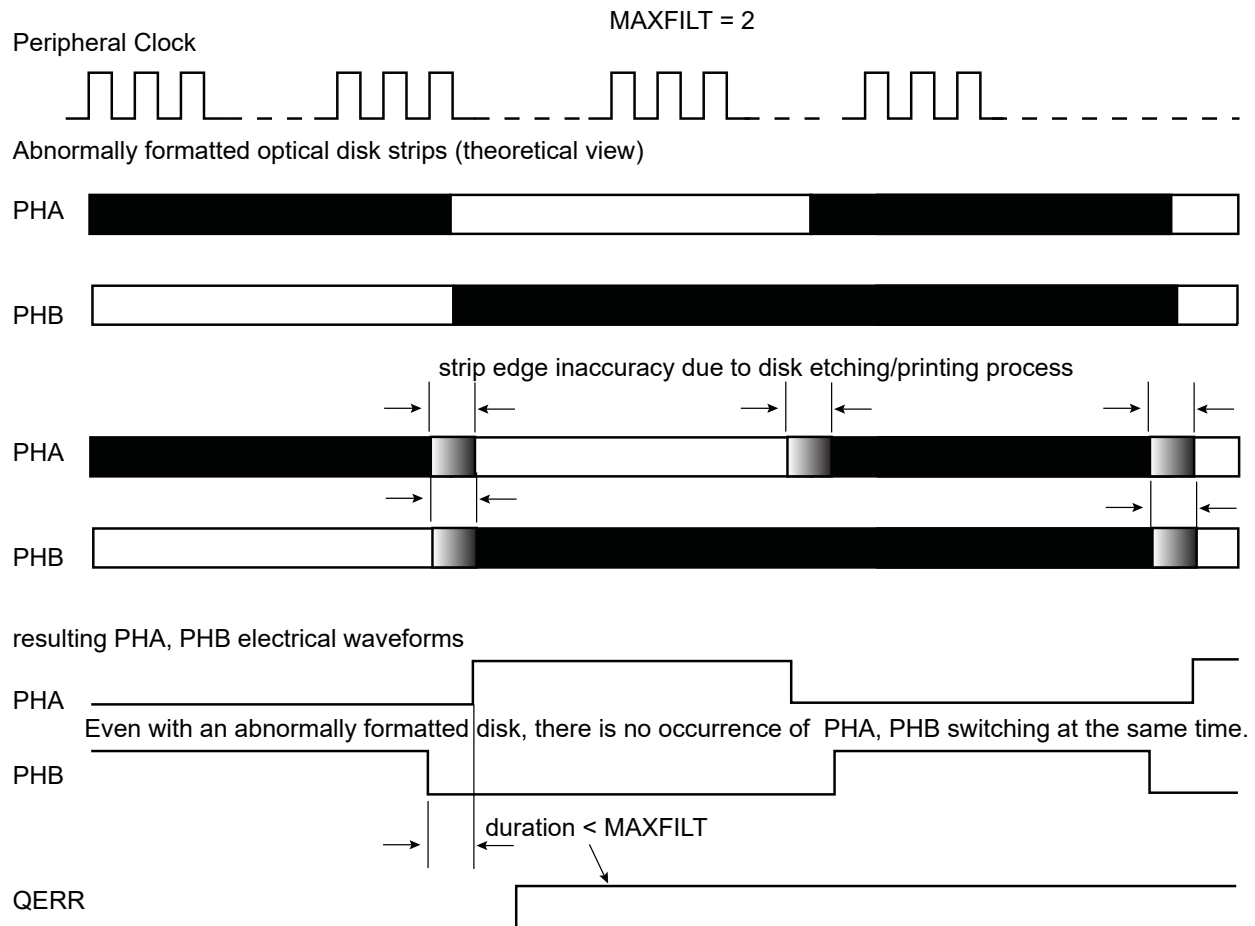 MAXFILT = 2
Peripheral Clock
Abnormally formatted optical disk strips (theoretical view)
PHA
PHB
strip edge inaccuracy due to disk etching/printing process
PHA
PHB
resulting PHA, PHB electrical waveforms
PHA
Even with an abnormally formatted disk, there is no occurrence of PHA, PHB switching at the same time.
PHB
duration < MAXFILT
QERR